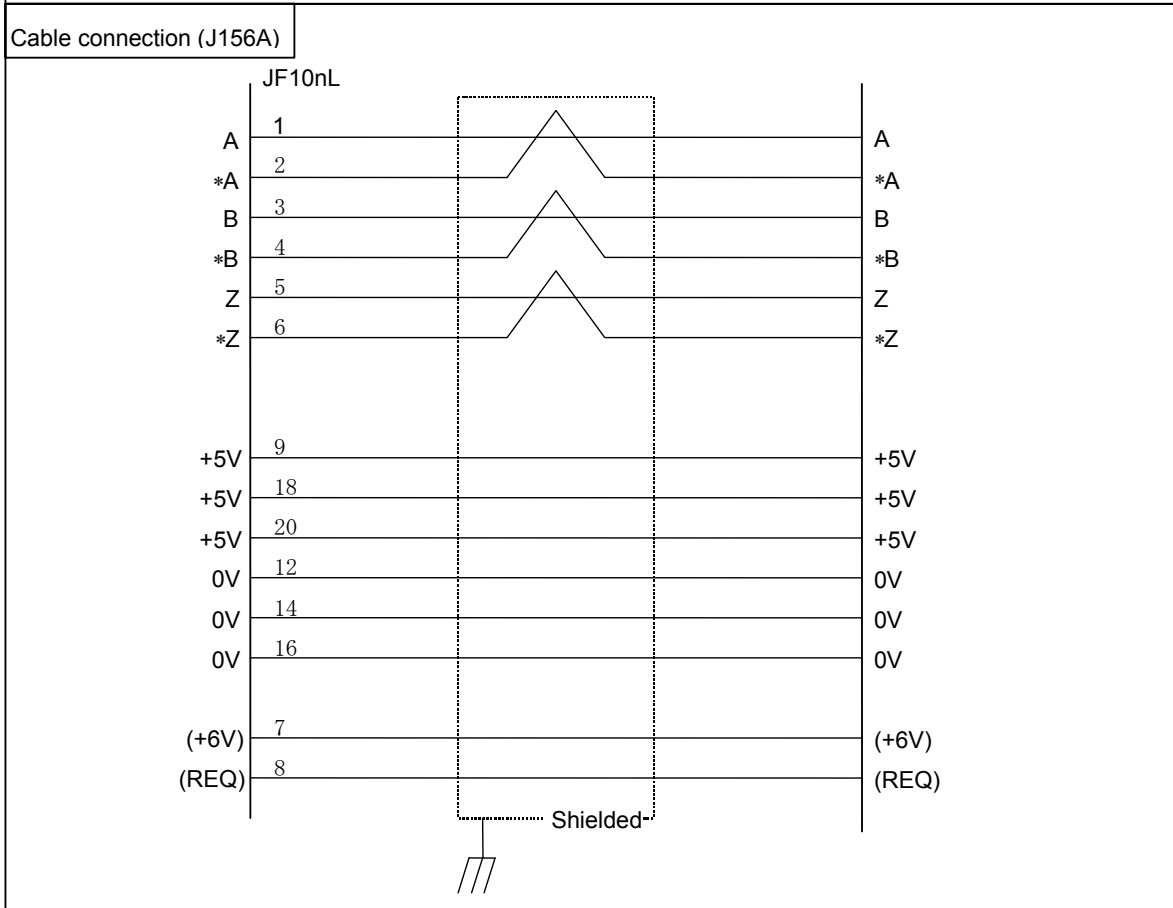 Cable connection (J156A)
JF10nL
A 1 A
*A 2 *A
B 3 B
*B 4 *B
Z 5 Z
*Z 6 *Z
+5V 9 +5V
+5V 18 +5V
+5V 20 +5V
0V 12 0V
0V 14 0V
0V 16 0V
(+6V) 7 (+6V)
(REQ) 8 (REQ)
Shielded